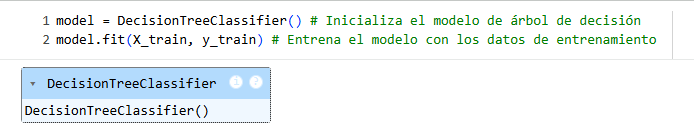 1 model = DecisionTreeClassifier() # Inicializa el modelo de árbol de decisión
2 model.fit(X_train, y_train) # Entrena el modelo con los datos de entrenamiento
▾ DecisionTreeClassifier i ?
DecisionTreeClassifier()